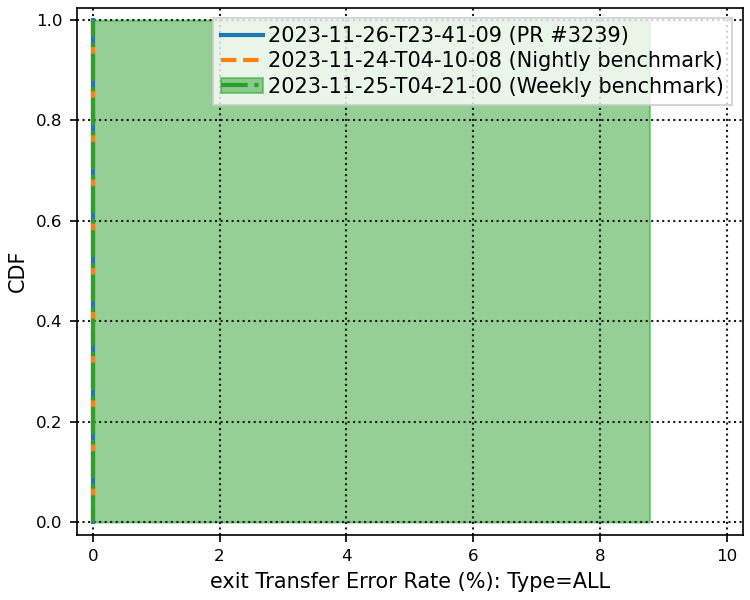 2023-11-26-T23-41-09 (PR #3239)
2023-11-24-T04-10-08 (Nightly benchmark)
2023-11-25-T04-21-00 (Weekly benchmark)
CDF
1.0
0.8
0.6
0.4
0.2
0.0
0 2 4 6 8 10
exit Transfer Error Rate (%): Type=ALL